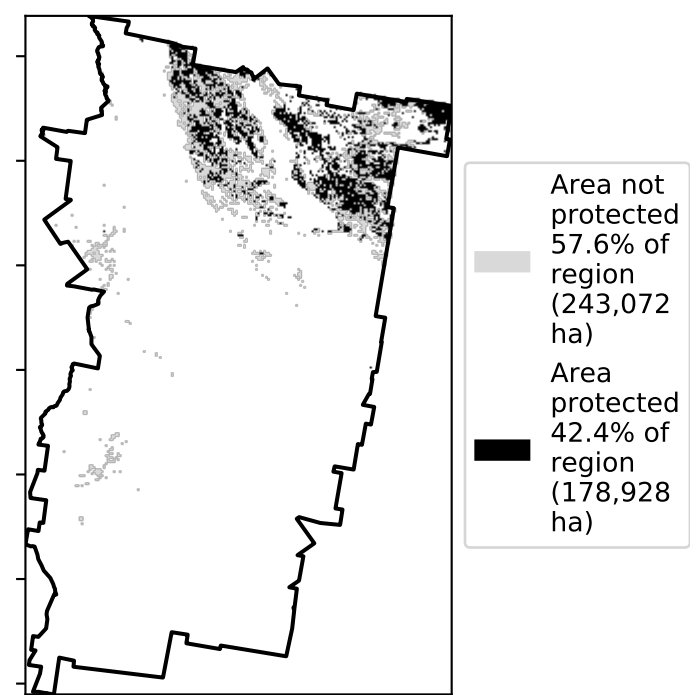 Area not
protected
57.6% of
region
(243,072
ha)
Area
protected
42.4% of
region
(178,928
ha)